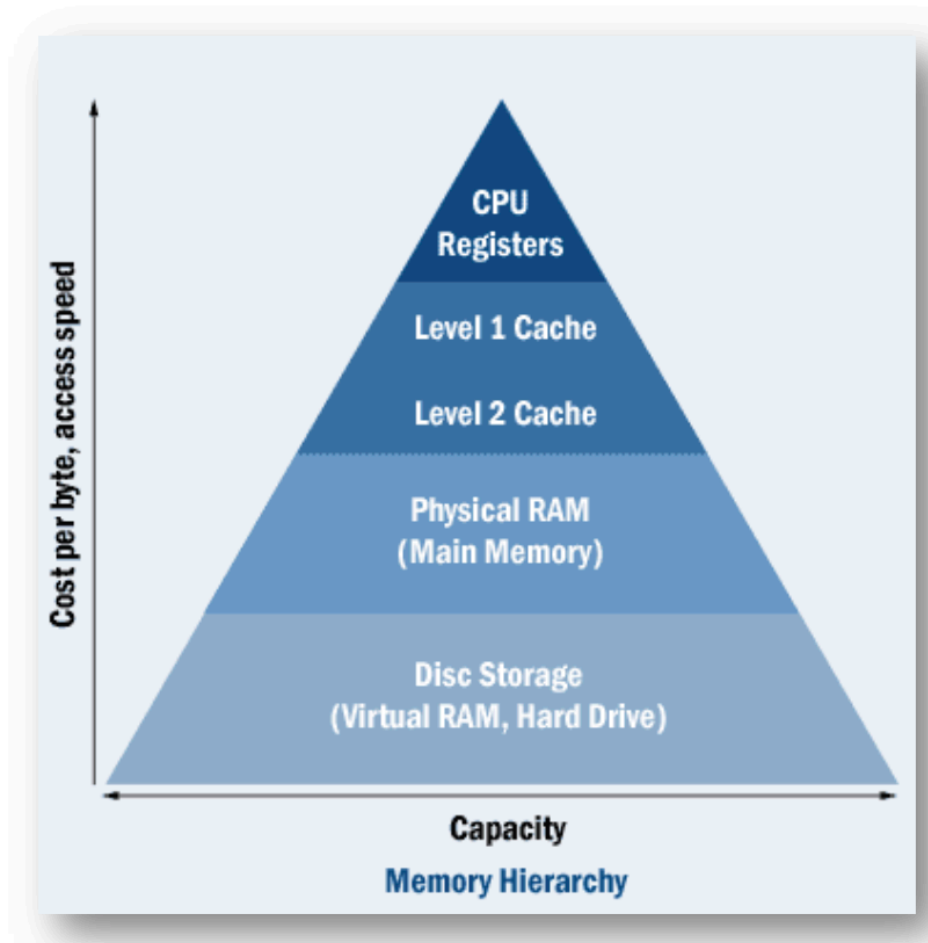 Cost per byte, access speed
CPU
Registers
Level 1 Cache
Level 2 Cache
Physical RAM
(Main Memory)
Disc Storage
(Virtual RAM, Hard Drive)
Capacity
Memory Hierarchy